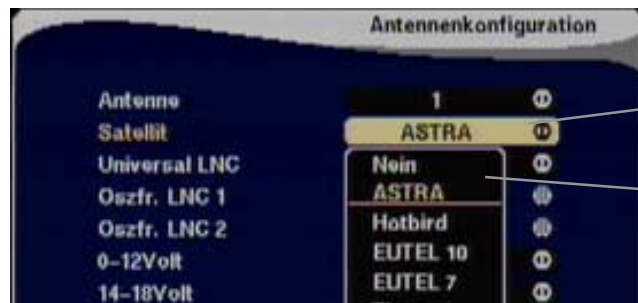 Antennenkonfiguration
Antenne 1
Satellit ASTRA
Universal LNC Nein
Oszfr. LNC 1 ASTRA
Oszfr. LNC 2 Hotbird
0-12Volt EUTEL 10
14-18Volt EUTEL 7